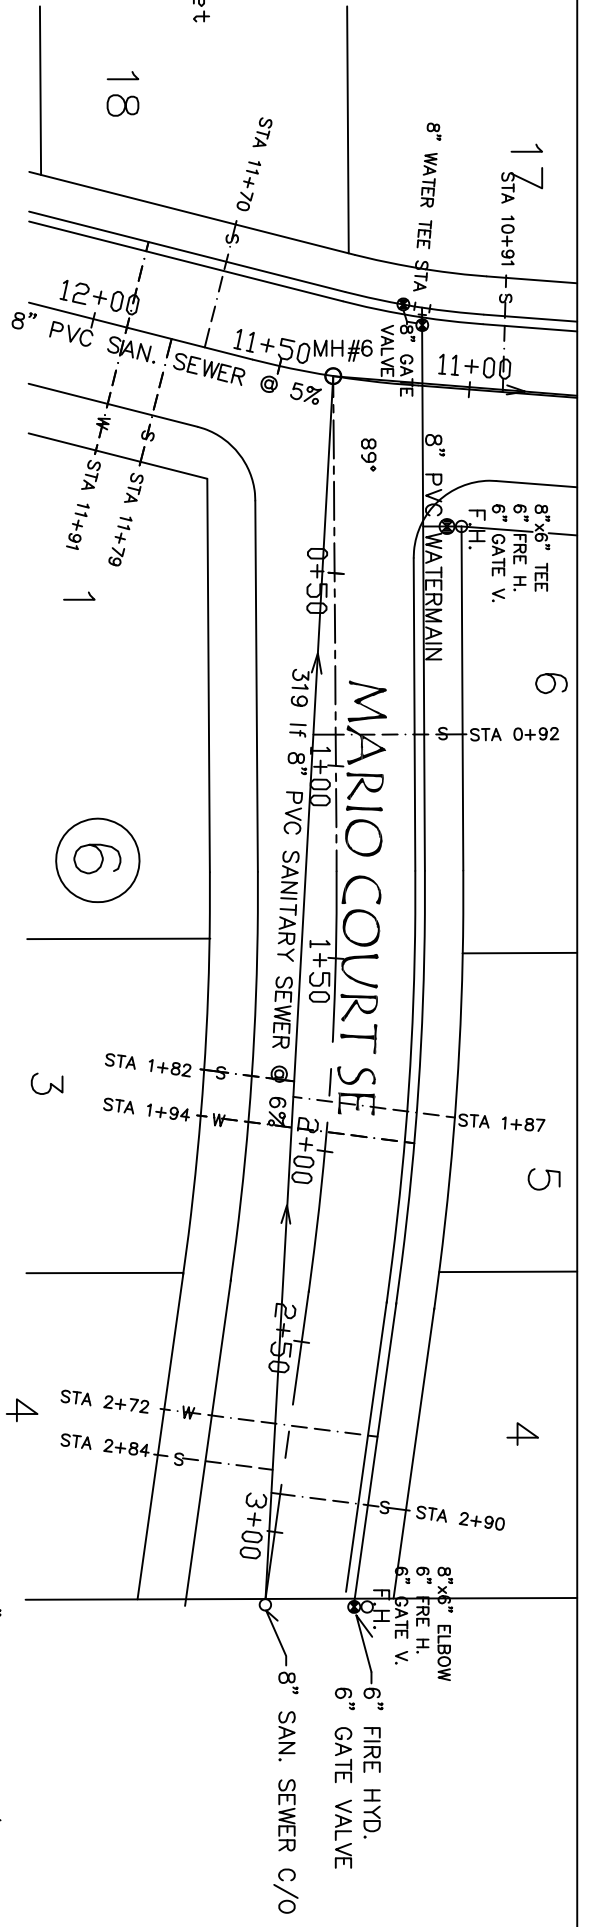 18
17
STA 11+70
S
8" WATER TEE STA
STA 10+91
S
12+00
8" PVC SAN. SEWER @ 5%
11+50
MH#6
8" GATE
VALVE
11+00
89°
W
STA 11+91
S
STA 11+79
1
8" PVC WATERMAIN
8"x6" TEE
6" FRE H.
6" GATE V.
F.H.
6
0+50
319 lf 8" PVC SANITARY SEWER @ 6%
MARIO COURT SE
S
STA 0+92
1+00
6
1+50
STA 1+82
S
STA 1+94
W
3
STA 1+87
2+00
5
2+50
STA 2+72
W
STA 2+84
S
4
4
S
STA 2+90
3+00
8"x6" ELBOW
6" FRE H.
6" GATE V.
F.H.
6" FIRE HYD.
6" GATE VALVE
8" SAN. SEWER C/O